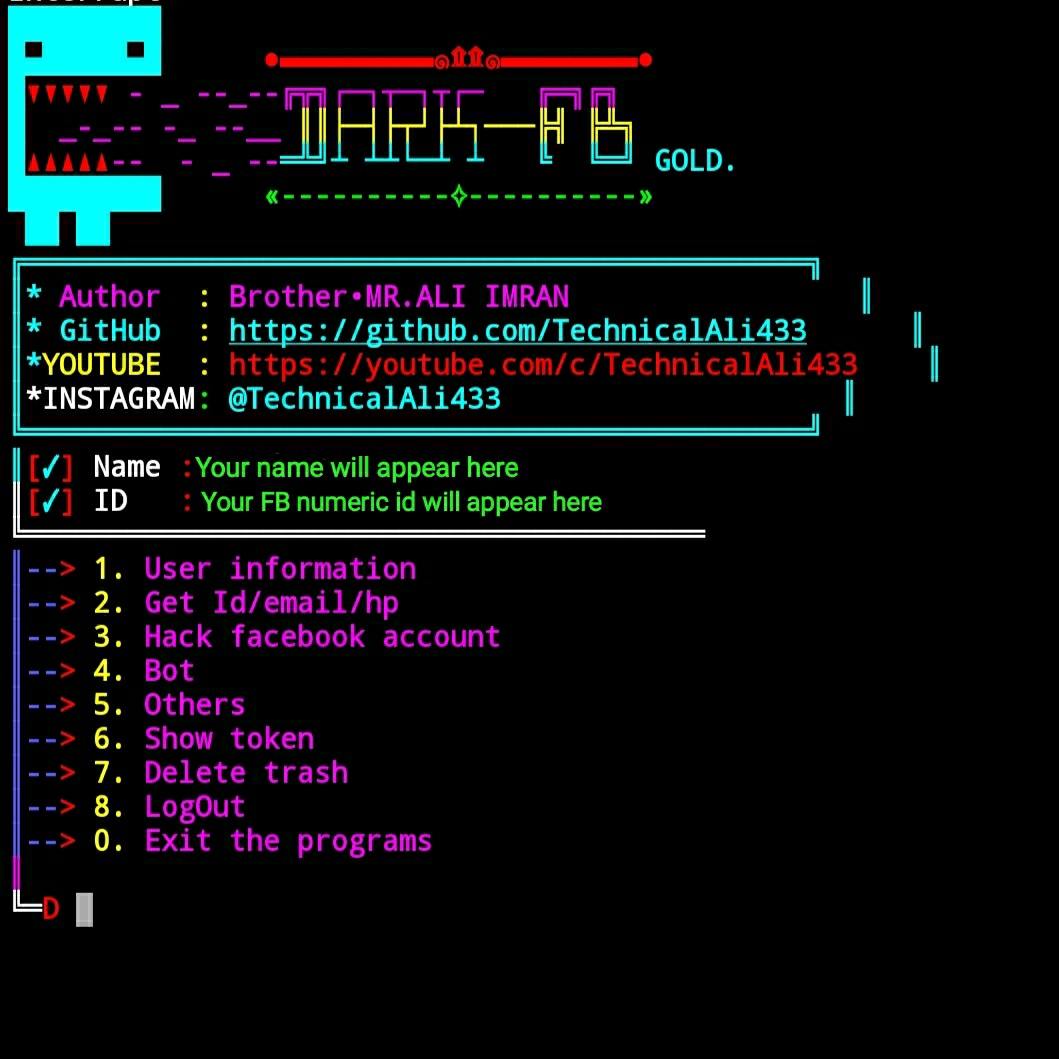 DARK-FB GOLD.
* Author : Brother•MR.ALI IMRAN
* GitHub : https://github.com/TechnicalAli433
*YOUTUBE : https://youtube.com/c/TechnicalAli433
*INSTAGRAM: @TechnicalAli433
[✓] Name :Your name will appear here
[✓] ID : Your FB numeric id will appear here
--> 1. User information
--> 2. Get Id/email/hp
--> 3. Hack facebook account
--> 4. Bot
--> 5. Others
--> 6. Show token
--> 7. Delete trash
--> 8. LogOut
--> 0. Exit the programs
D